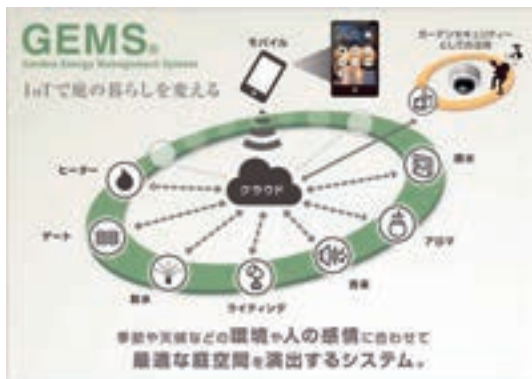 GEMS®
Garden Energy Management System
IoTで庭の暮らしを変える
モバイル
ガーデンセキュリティー
としての活用
クラウド
ヒーター
ゲート
散水
ライティング
音楽
アロマ
季節や天候などの環境や人の感情に合わせて
最適な庭空間を演出するシステム。